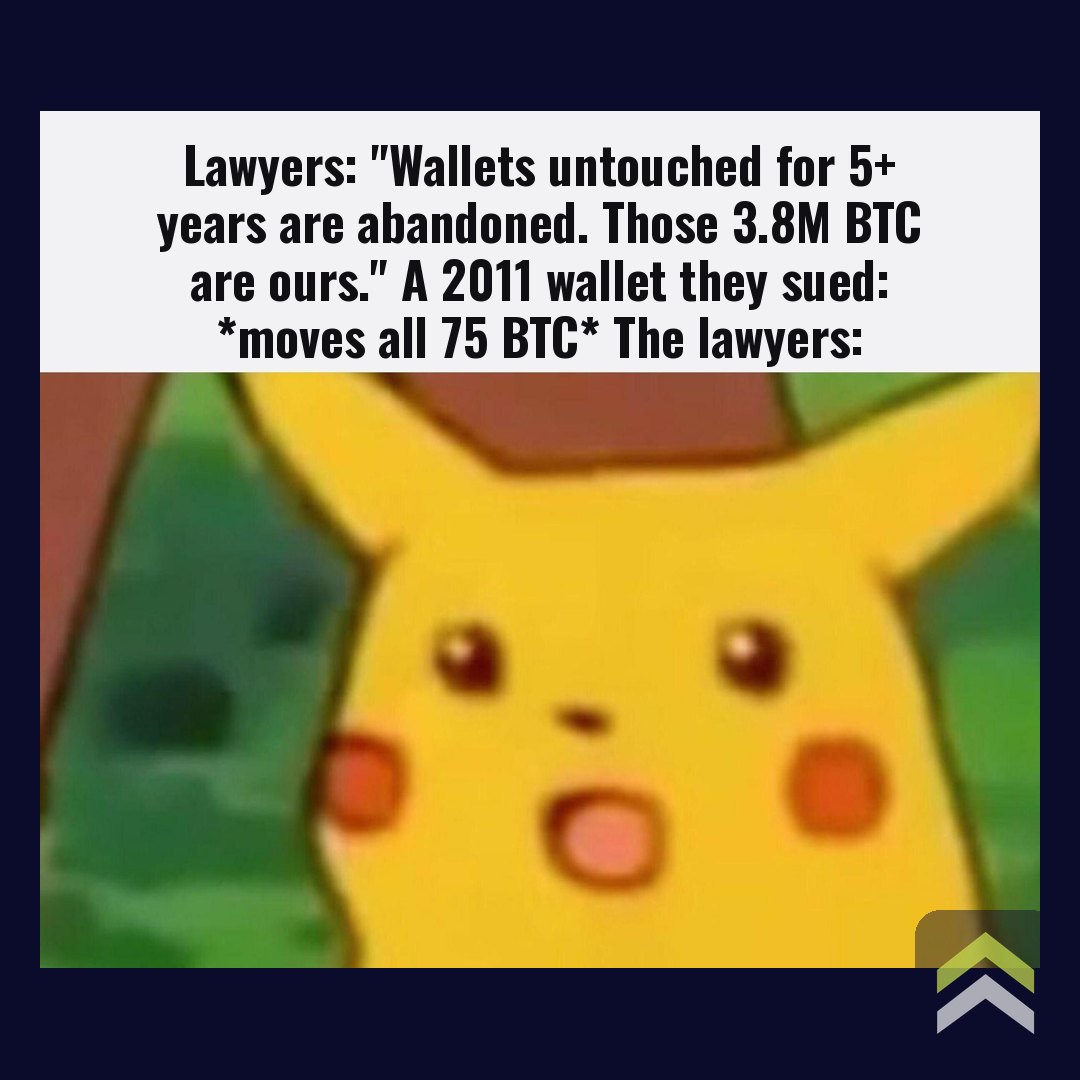 Lawyers: "Wallets untouched for 5+
years are abandoned. Those 3.8M BTC
are ours." A 2011 wallet they sued:
*moves all 75 BTC* The lawyers: